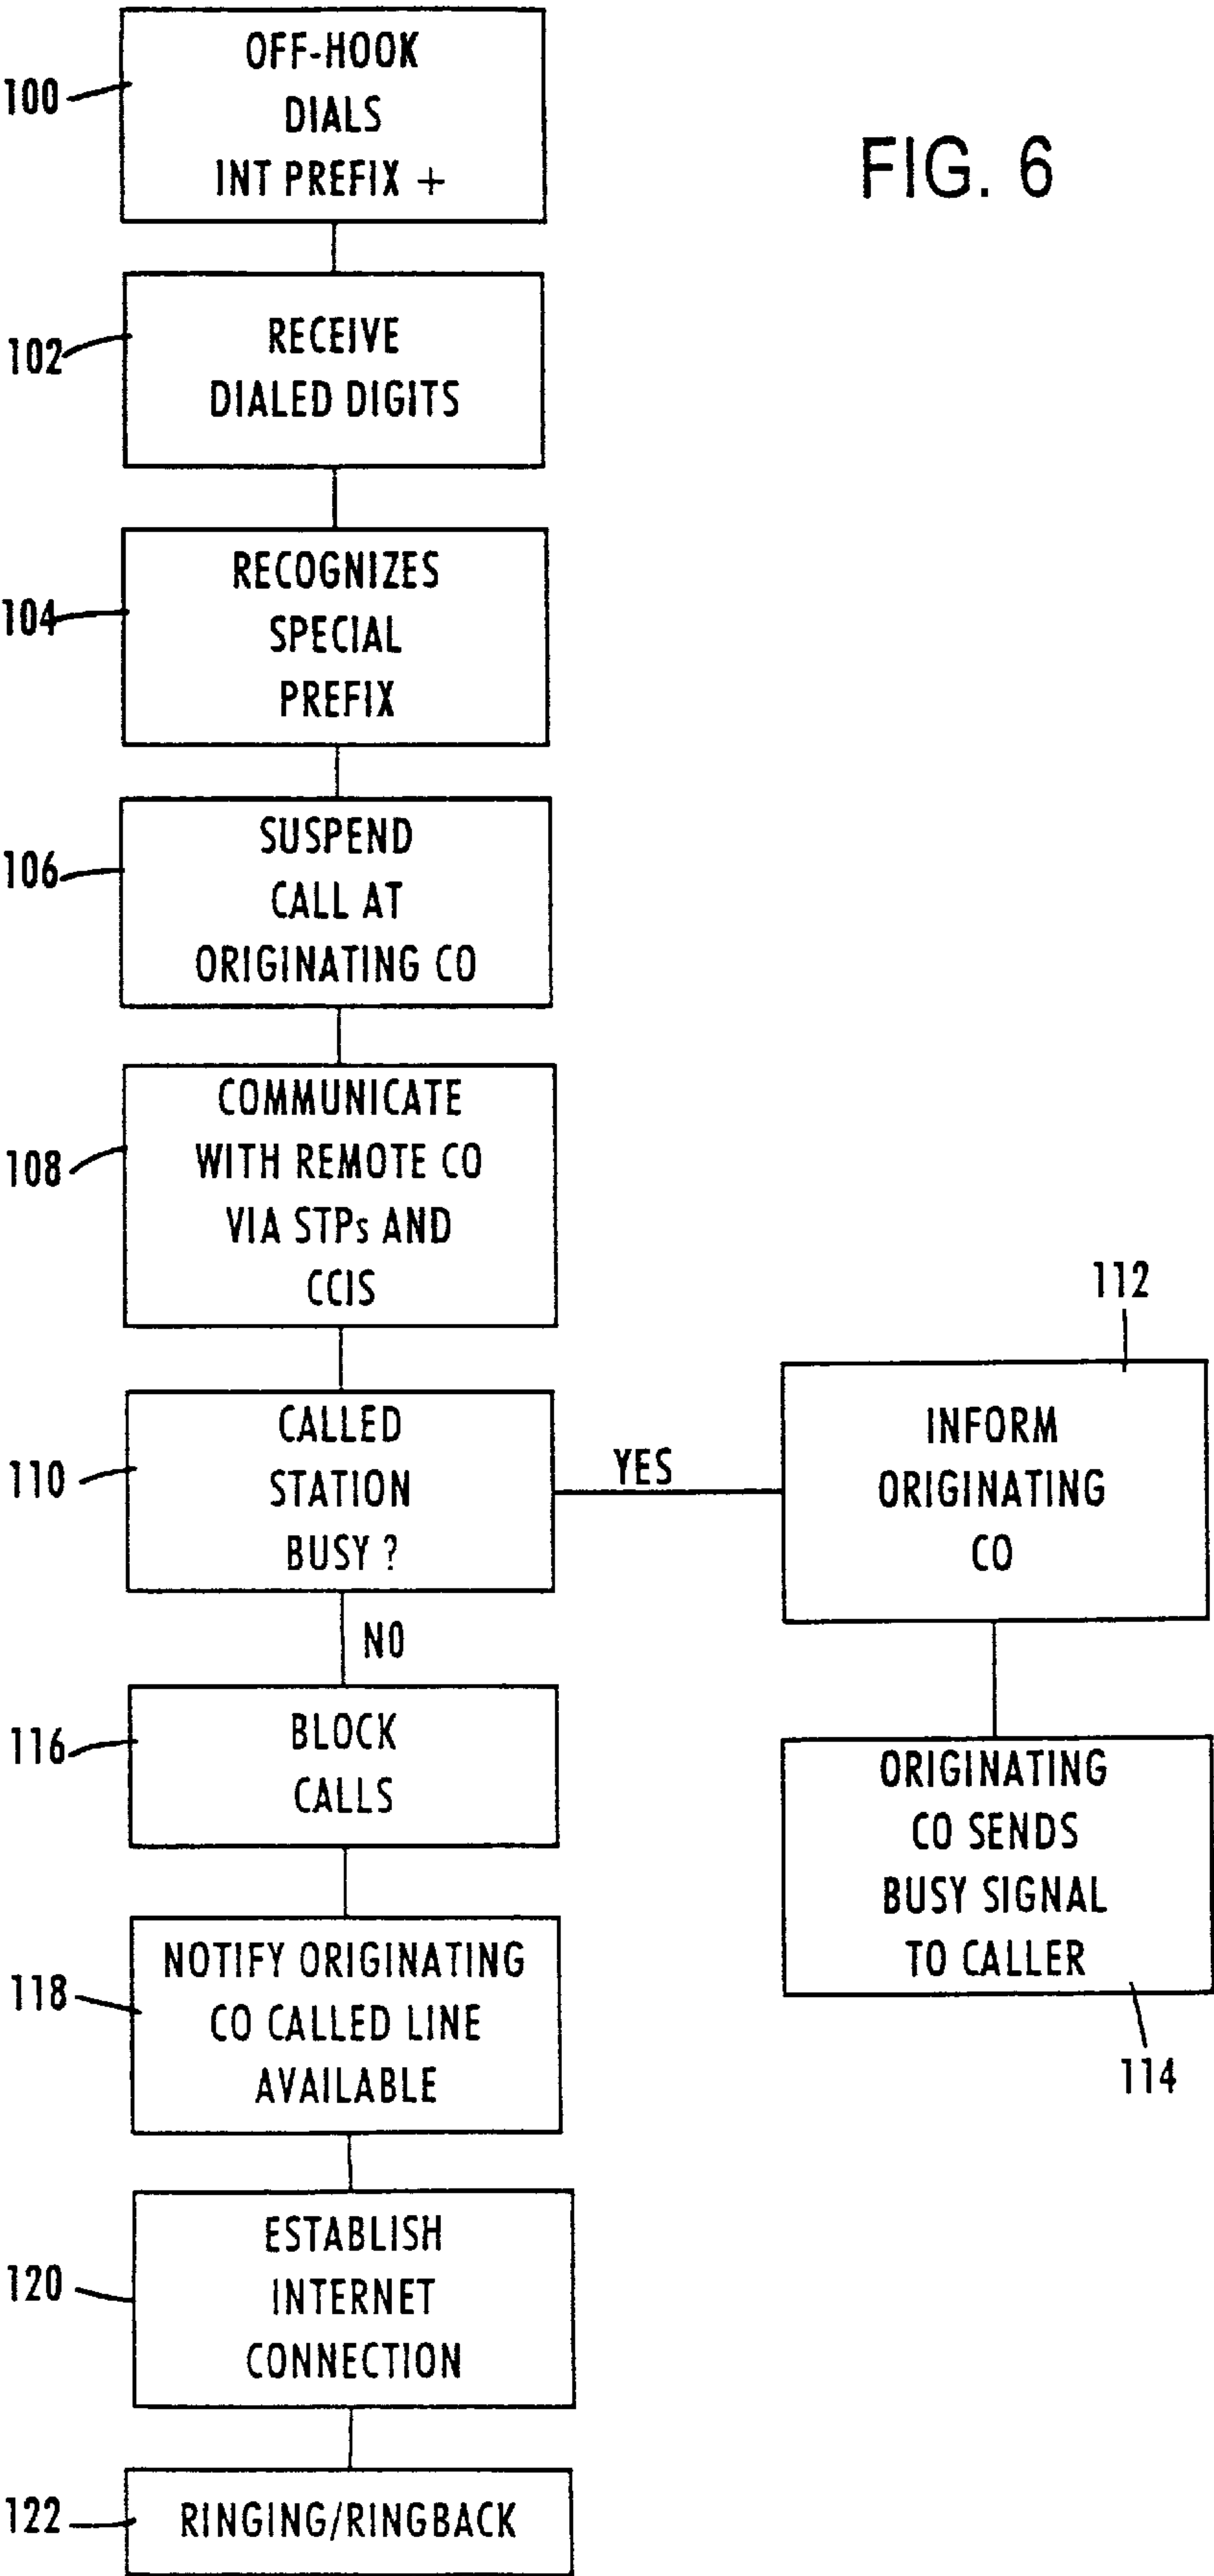 OFF-HOOK
DIALS
INT PREFIX +
100
FIG. 6
RECEIVE
DIALED DIGITS
102
RECOGNIZES
SPECIAL
PREFIX
104
SUSPEND
CALL AT
ORIGINATING CO
106
COMMUNICATE
WITH REMOTE CO
VIA STPs AND
CCIS
108
CALLED
STATION
BUSY ?
110
YES
112
INFORM
ORIGINATING
CO
NO
BLOCK
CALLS
116
ORIGINATING
CO SENDS
BUSY SIGNAL
TO CALLER
114
NOTIFY ORIGINATING
CO CALLED LINE
AVAILABLE
118
ESTABLISH
INTERNET
CONNECTION
120
RINGING/RINGBACK
122